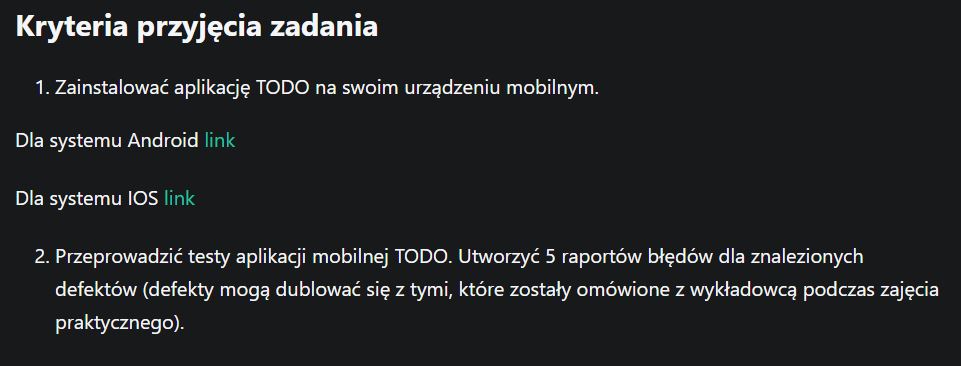 Kryteria przyjęcia zadania
1. Zainstalować aplikację TODO na swoim urządzeniu mobilnym.
Dla systemu Android link
Dla systemu IOS link
2. Przeprowadzić testy aplikacji mobilnej TODO. Utworzyć 5 raportów błędów dla znalezionych
defektów (defekty mogą dublować się z tymi, które zostały omówione z wykładowcą podczas zajęcia
praktycznego).